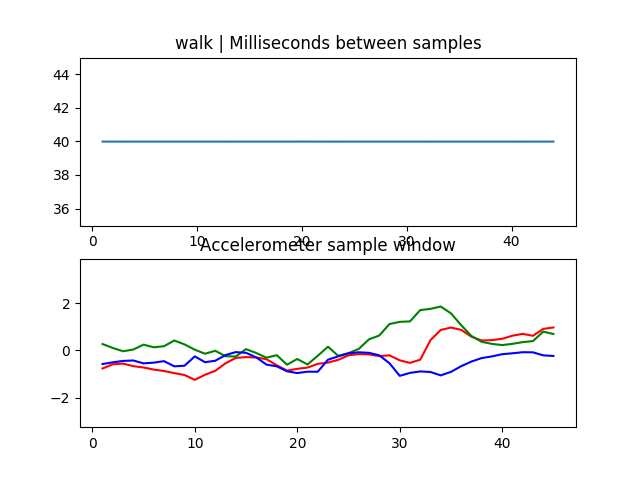 walk | Milliseconds between samples
44
42
40
38
36
0 10 20 30 40
Accelerometer sample window
2
0
−2
0 10 20 30 40